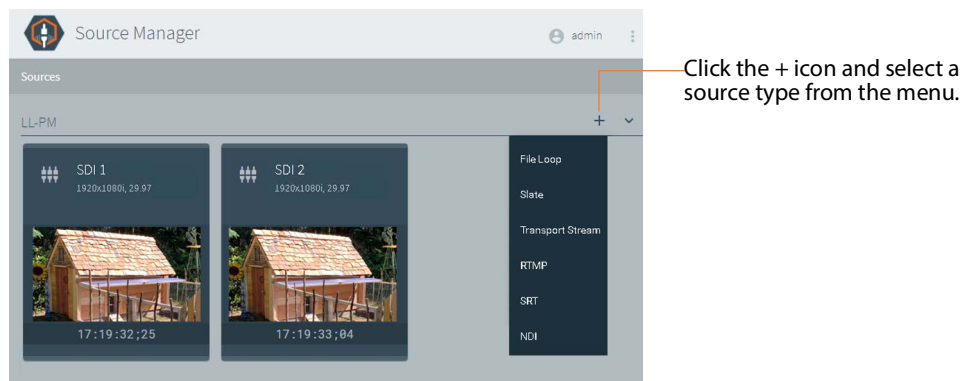 Source Manager
admin
Sources
LL-PM
Click the + icon and select a
source type from the menu.
SDI 1
1920x1080i, 29.97
17:19:32;25
SDI 2
1920x1080i, 29.97
17:19:33;04
File Loop
Slate
Transport Stream
RTMP
SRT
NDI